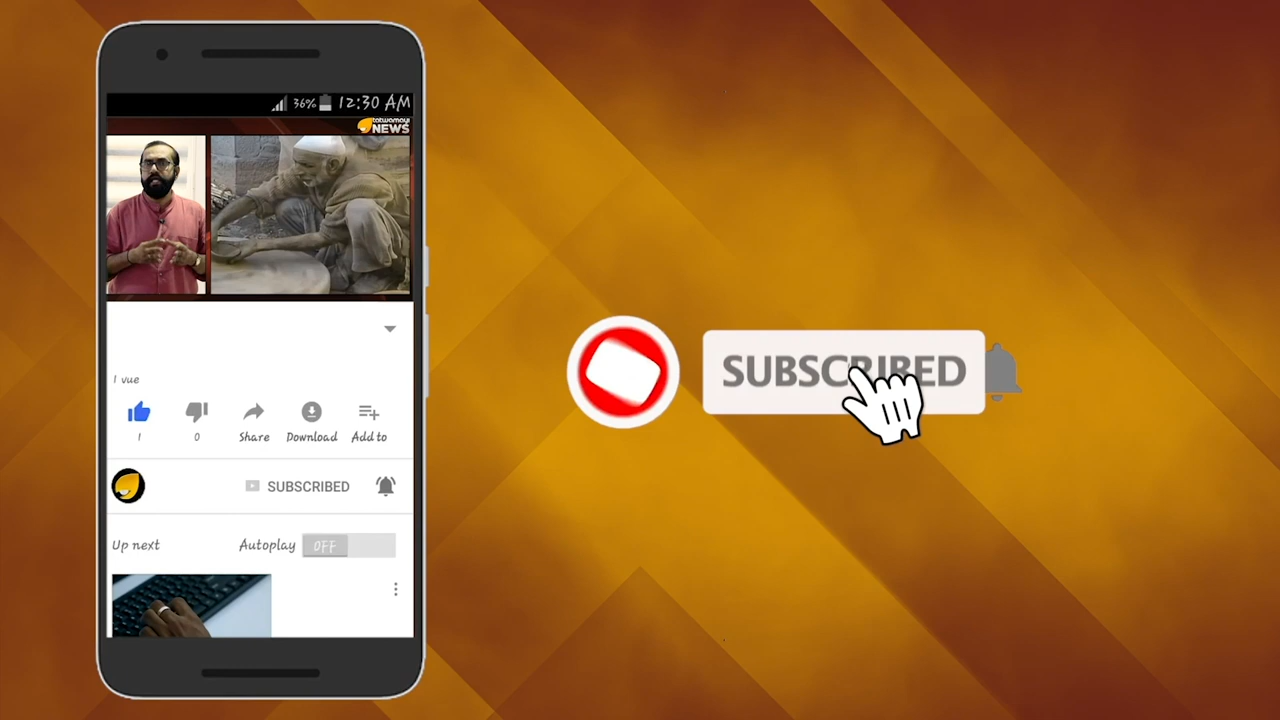 36% 12:30 AM
tatwamayi
NEWS
1 vue
1 0 Share Download Add to
SUBSCRIBED
Up next Autoplay OFF
SUBSCRIBED